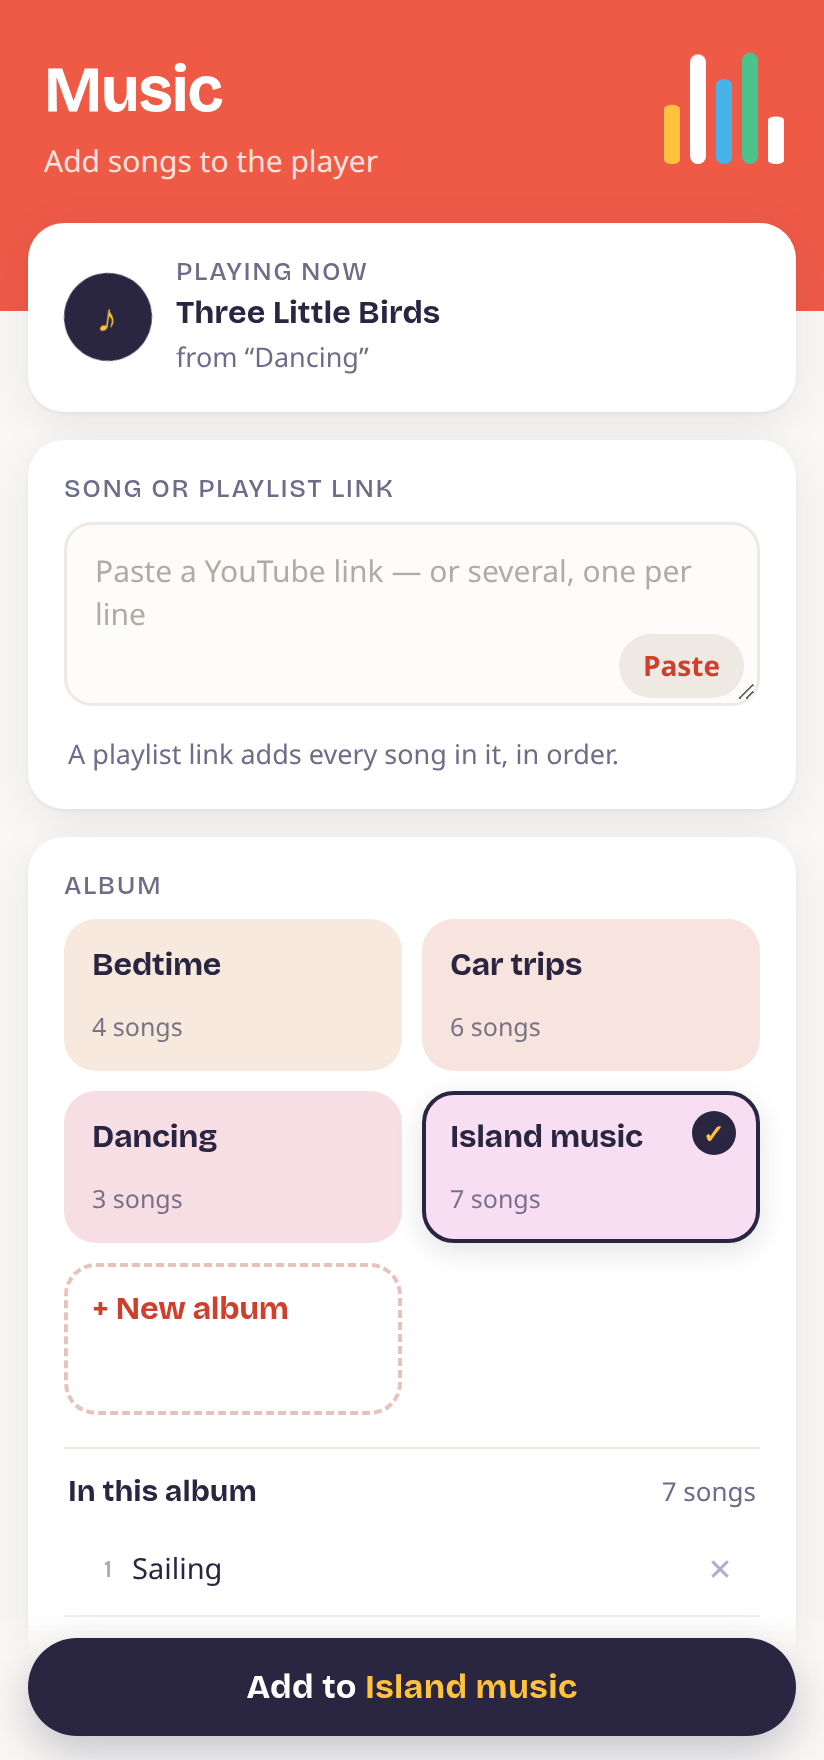 Music
Add songs to the player
♪
PLAYING NOW
Three Little Birds
from “Dancing”
SONG OR PLAYLIST LINK
Paste a YouTube link — or several, one per
line
Paste
A playlist link adds every song in it, in order.
ALBUM
Bedtime
4 songs
Car trips
6 songs
Dancing
3 songs
Island music ✓
7 songs
+ New album
In this album 7 songs
1 Sailing ✕
Add to Island music